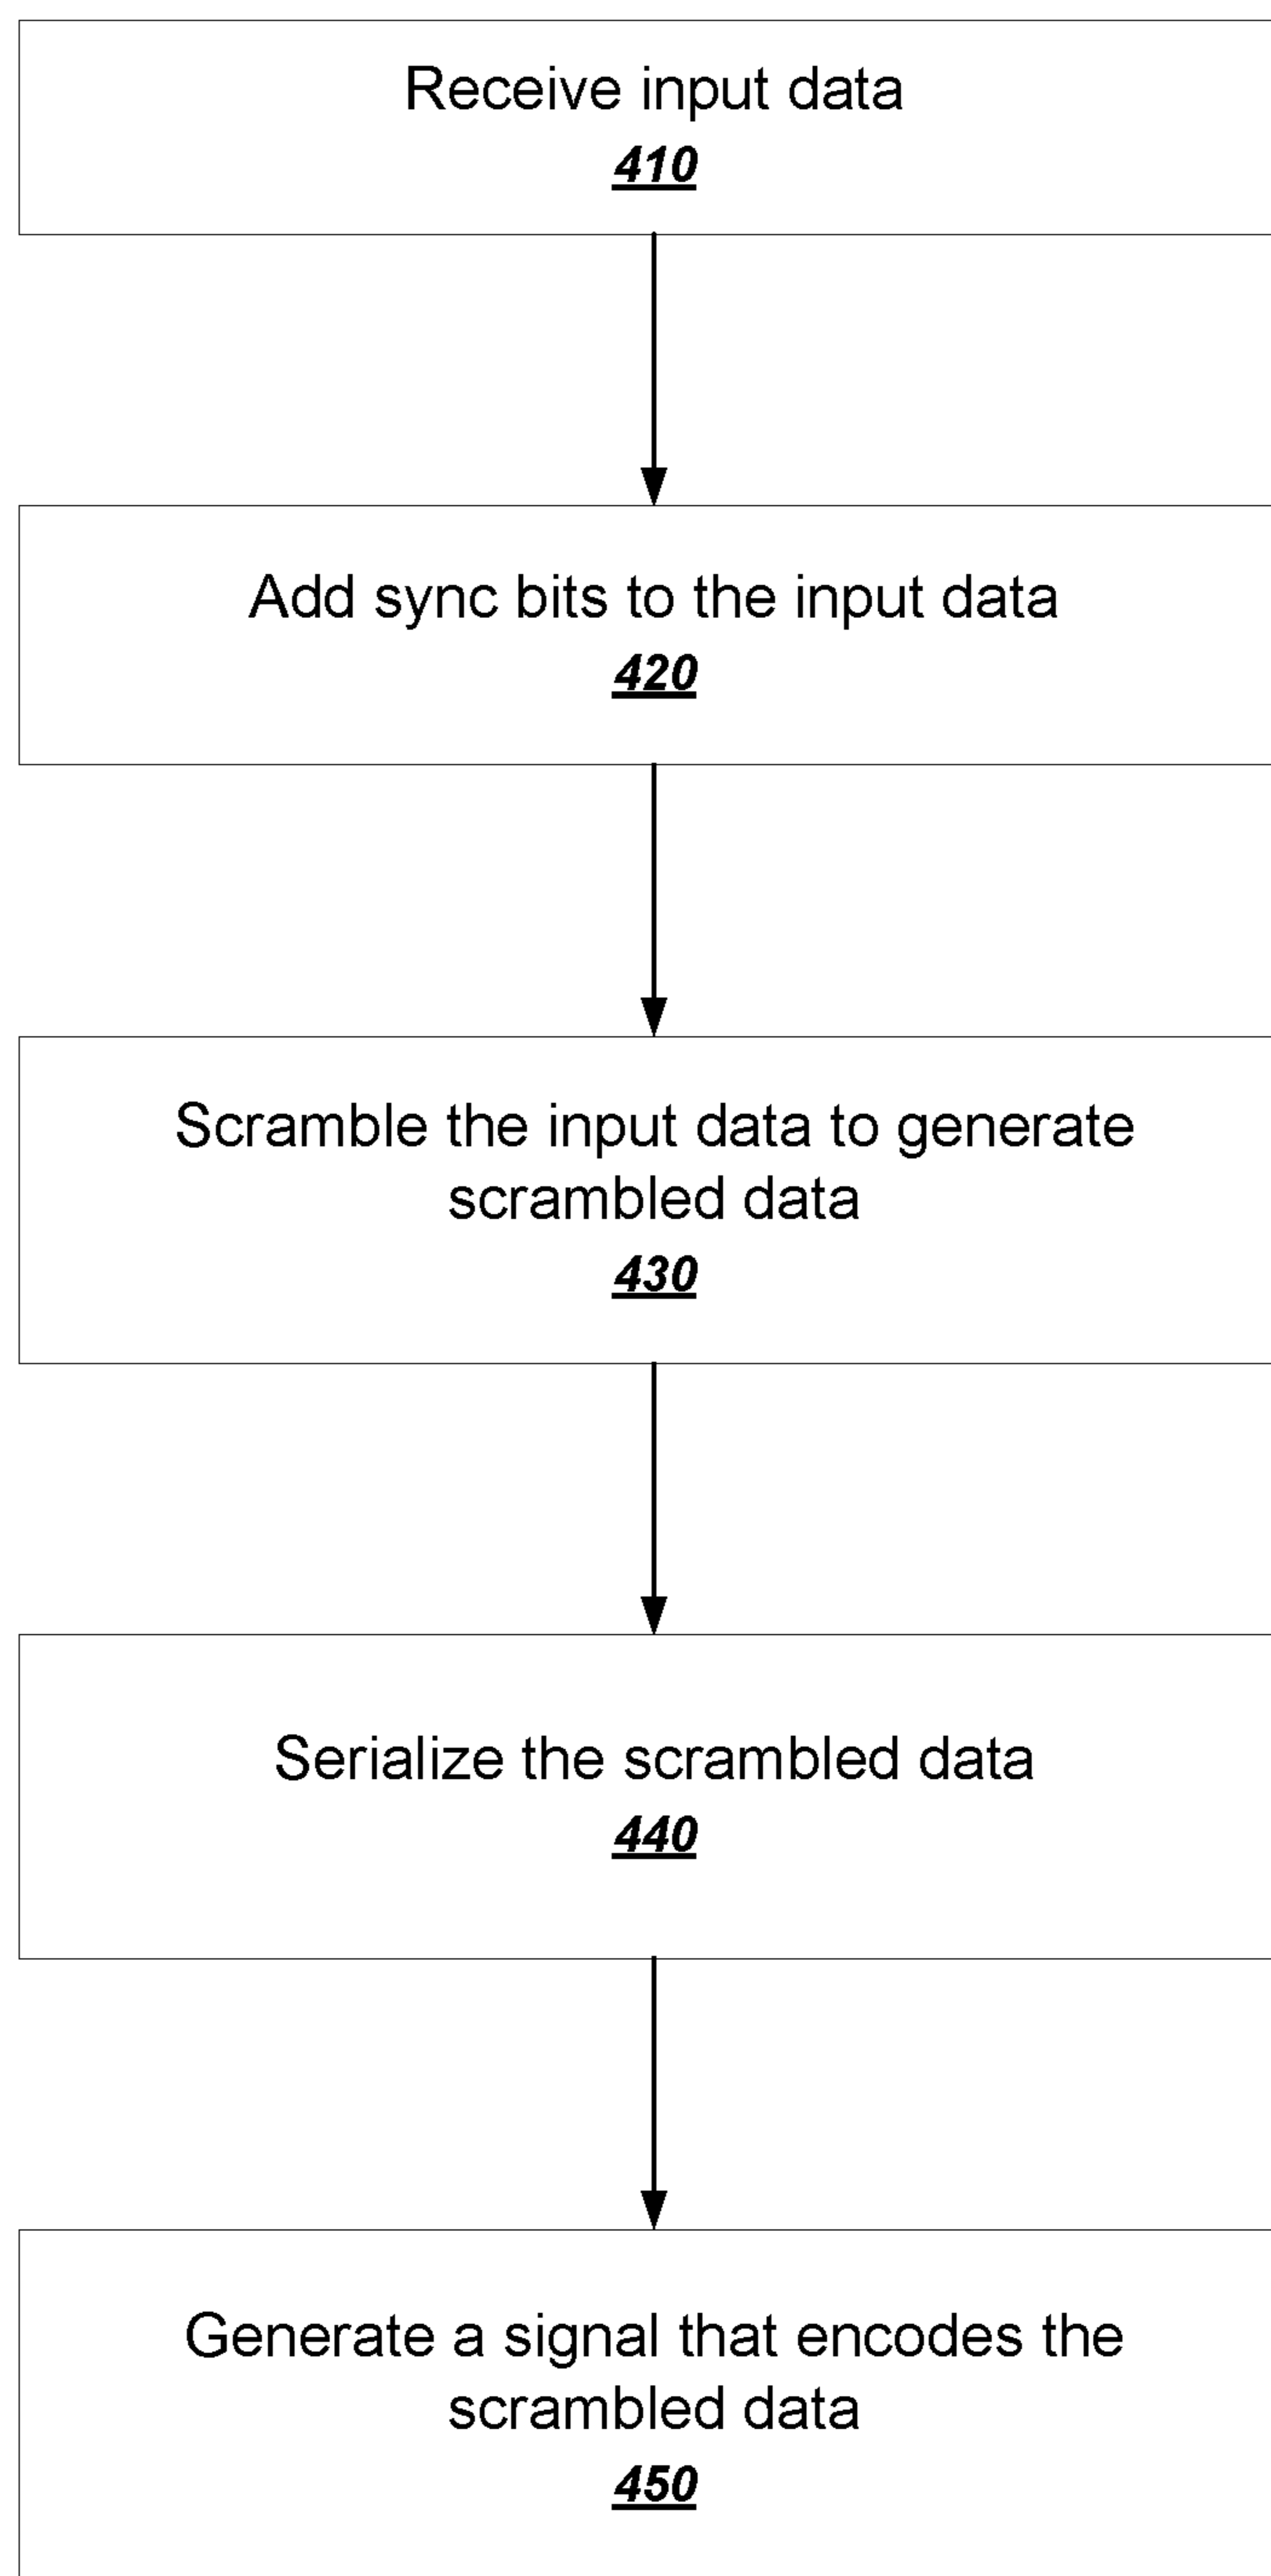 Receive input data
410
Add sync bits to the input data
420
Scramble the input data to generate
scrambled data
430
Serialize the scrambled data
440
Generate a signal that encodes the
scrambled data
450